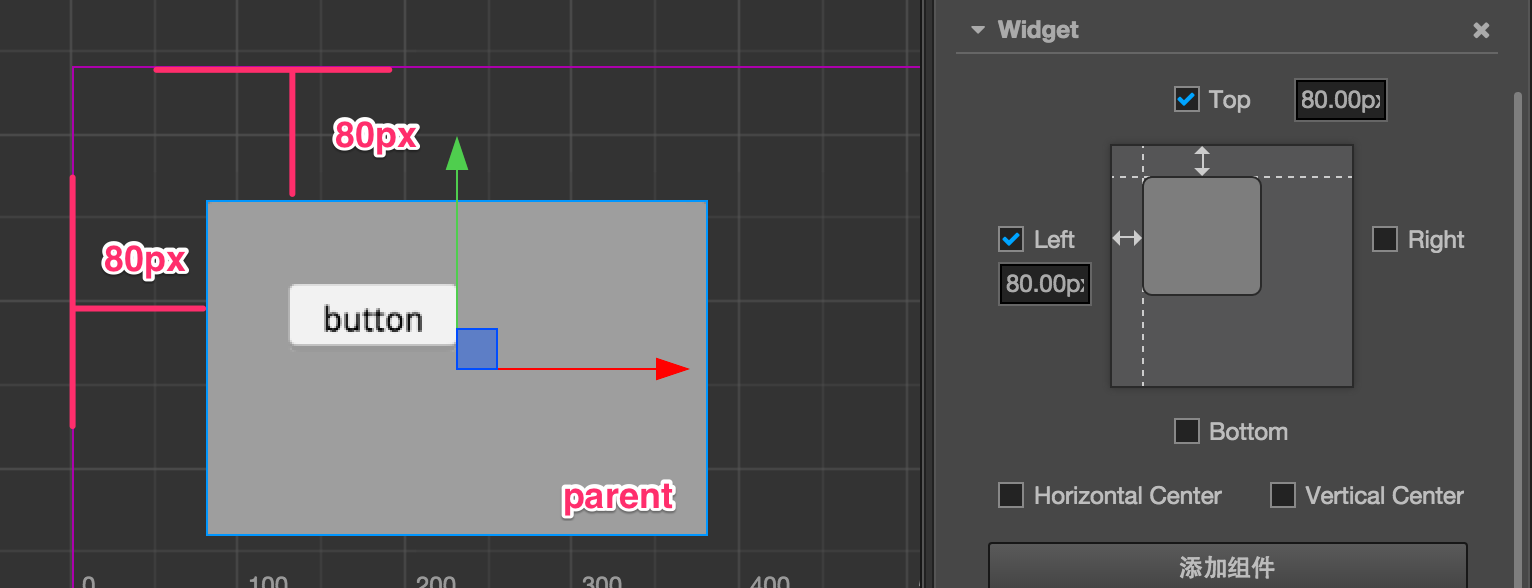 Widget
Top 80.00px
80px
80px
Left Right
80.00px
button
Bottom
parent
Horizontal Center Vertical Center
0 100 200 300 400
添加组件